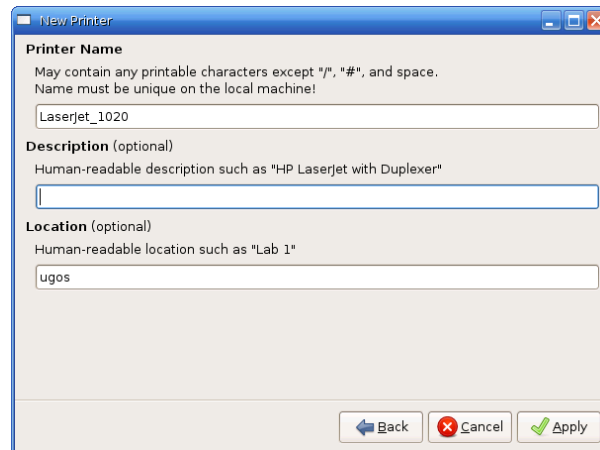 New Printer
Printer Name
May contain any printable characters except "/", "#", and space.
Name must be unique on the local machine!
LaserJet_1020
Description (optional)
Human-readable description such as "HP LaserJet with Duplexer"
Location (optional)
Human-readable location such as "Lab 1"
ugos
Back Cancel Apply